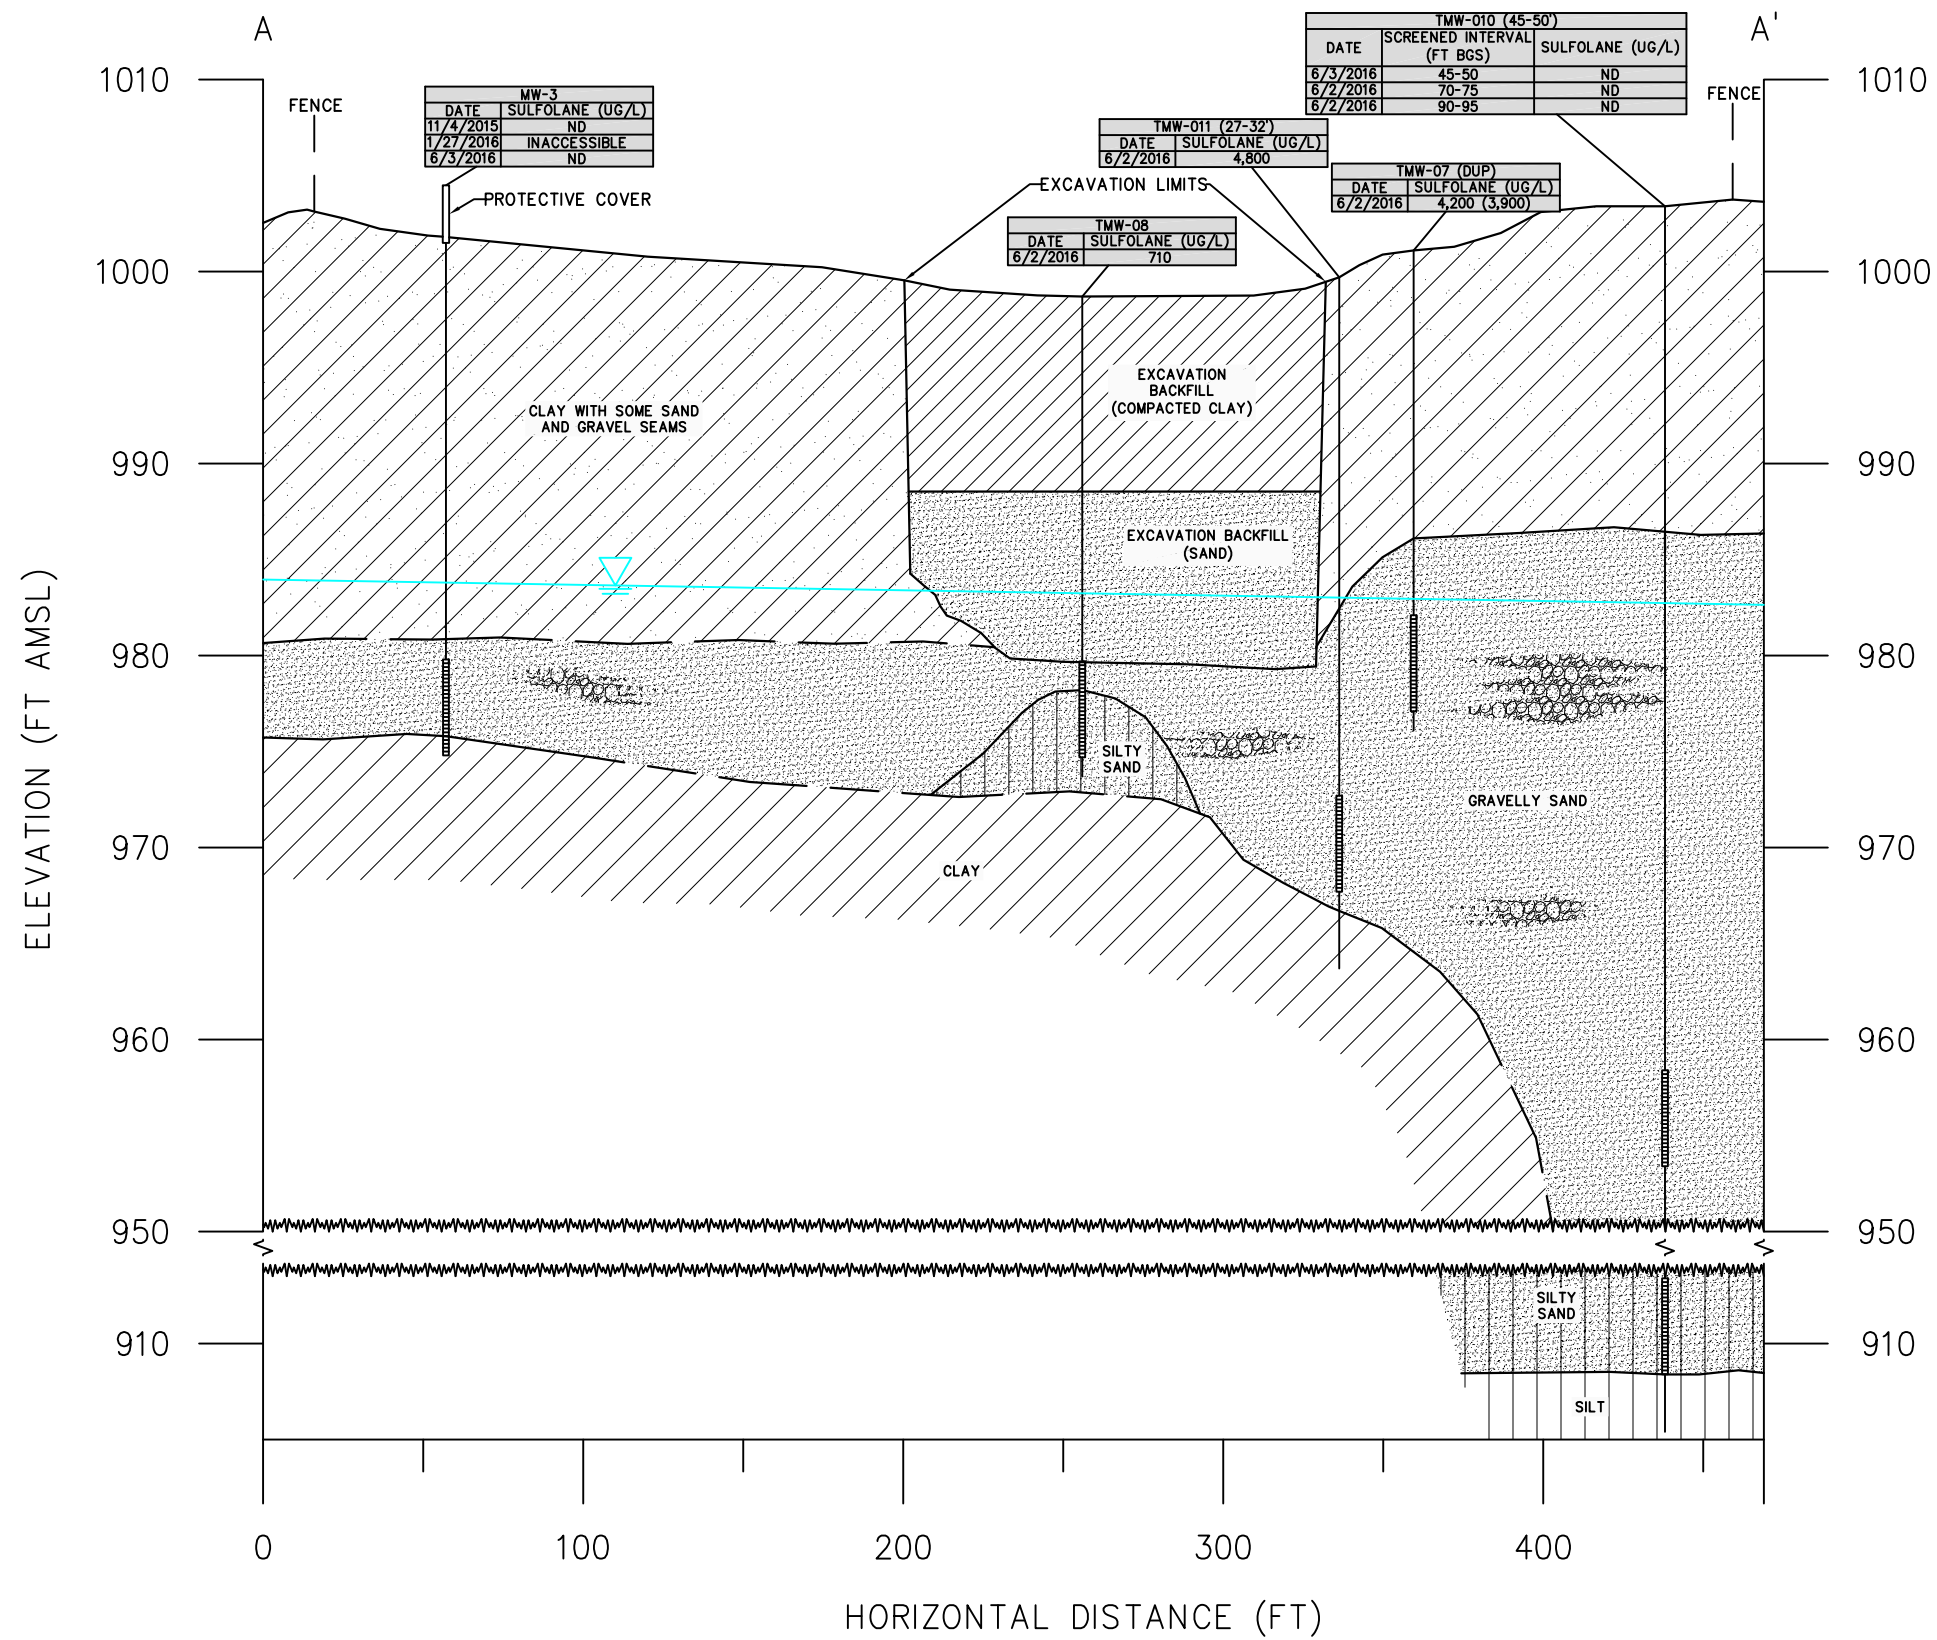 A
A'
TMW-010 (45-50')
DATE SCREENED INTERVAL (FT BGS) SULFOLANE (UG/L)
6/3/2016 45-50 ND
6/2/2016 70-75 ND
6/2/2016 90-95 ND
1010
1010
FENCE
MW-3
DATE SULFOLANE (UG/L)
11/4/2015 ND
1/27/2016 INACCESSIBLE
6/3/2016 ND
FENCE
TMW-011 (27-32')
DATE SULFOLANE (UG/L)
6/2/2016 4,800
TMW-07 (DUP)
DATE SULFOLANE (UG/L)
6/2/2016 4,200 (3,900)
EXCAVATION LIMITS
PROTECTIVE COVER
TMW-08
DATE SULFOLANE (UG/L)
6/2/2016 710
1000
1000
EXCAVATION
BACKFILL
(COMPACTED CLAY)
CLAY WITH SOME SAND
AND GRAVEL SEAMS
990
990
EXCAVATION BACKFILL
(SAND)
980
980
SILTY
SAND
GRAVELLY SAND
ELEVATION (FT AMSL)
970
970
CLAY
960
960
950
950
SILTY
SAND
910
910
SILT
0
100
200
300
400
HORIZONTAL DISTANCE (FT)